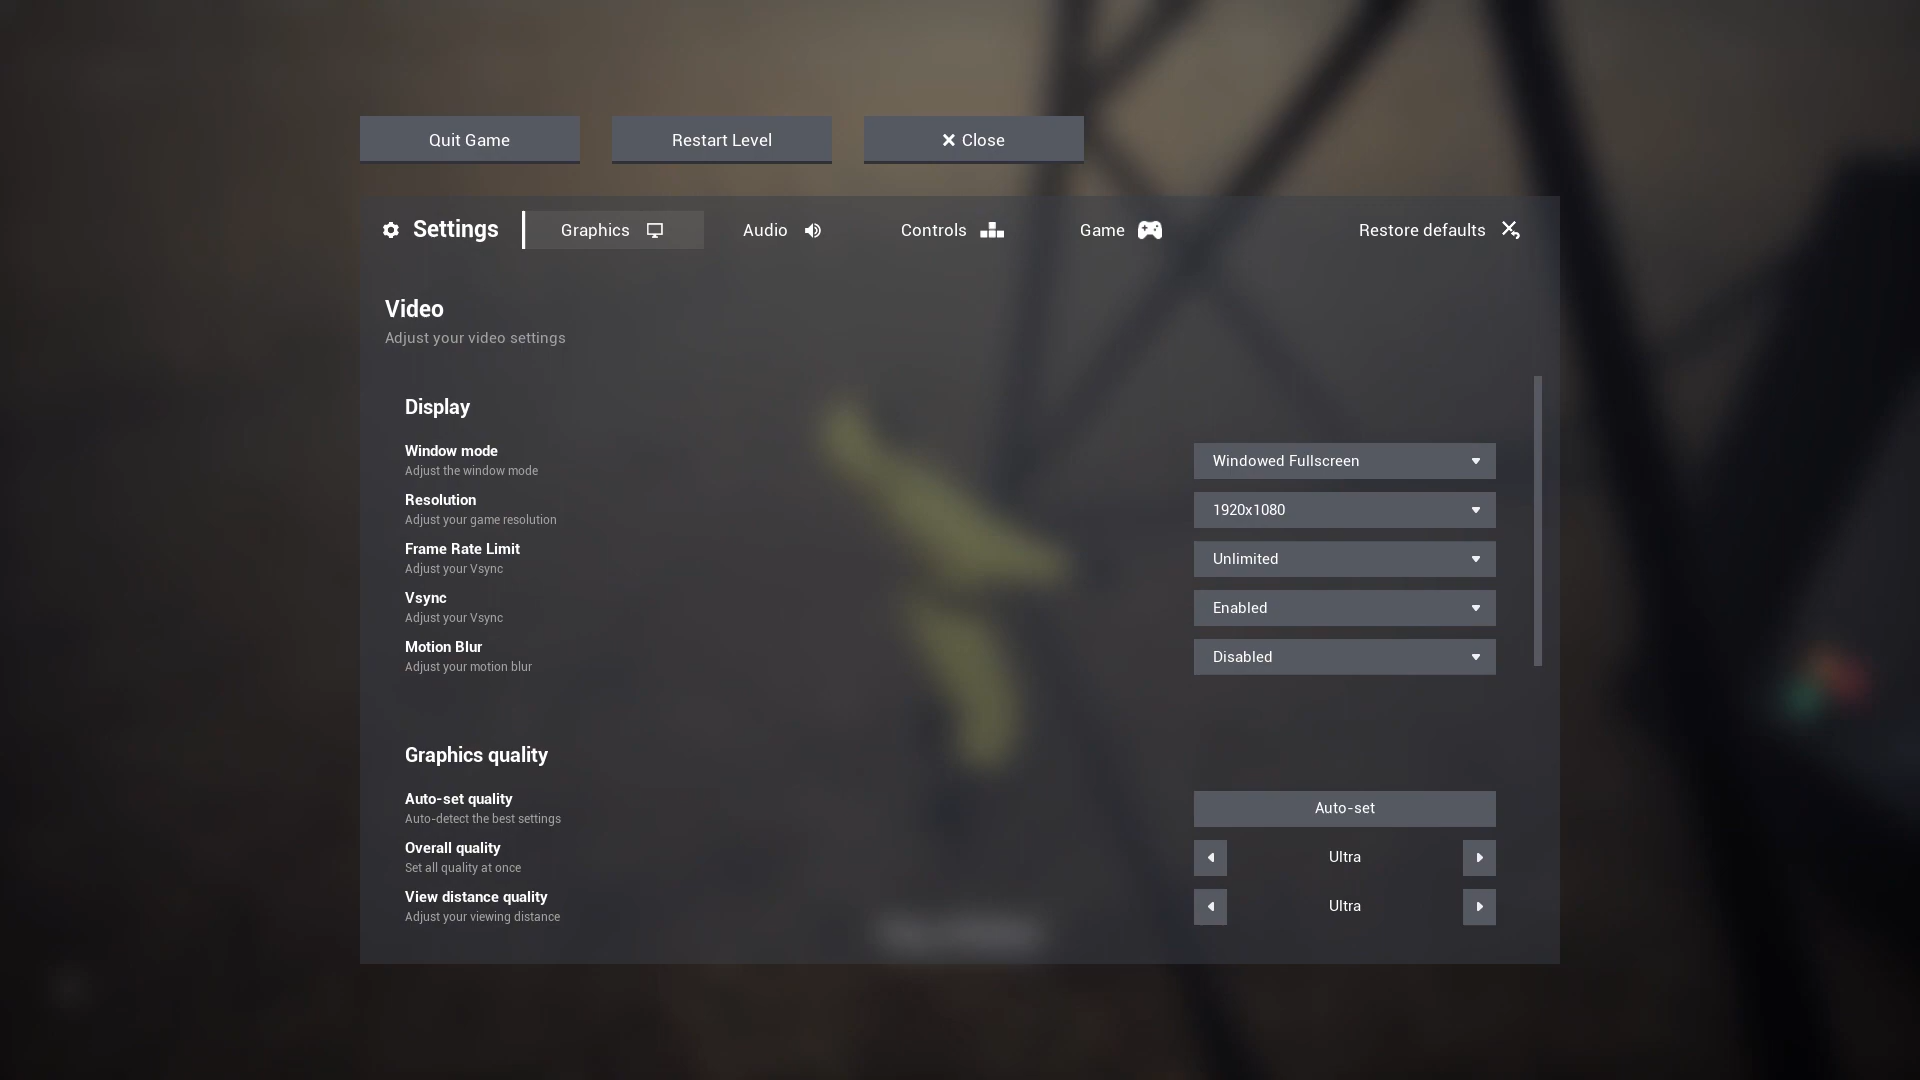 Quit Game
Restart Level
Close
Settings
Graphics
Audio
Controls
Game
Restore defaults
Video
Adjust your video settings
Display
Window mode
Adjust the window mode
Windowed Fullscreen
Resolution
Adjust your game resolution
1920x1080
Frame Rate Limit
Adjust your Vsync
Unlimited
Vsync
Adjust your Vsync
Enabled
Motion Blur
Adjust your motion blur
Disabled
Graphics quality
Auto-set quality
Auto-detect the best settings
Auto-set
Overall quality
Set all quality at once
Ultra
View distance quality
Adjust your viewing distance
Ultra